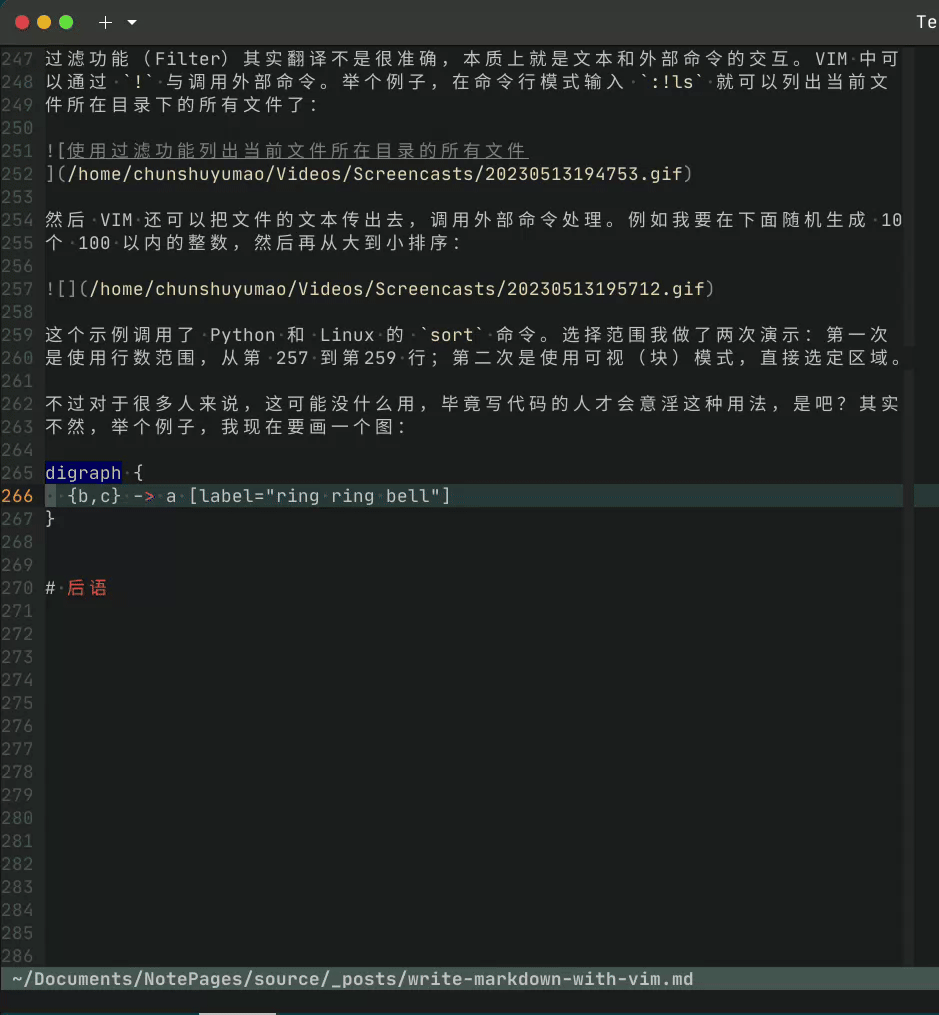 + Te
247 过滤功能（Filter）其实翻译不是很准确，本质上就是文本和外部命令的交互。VIM 中可
248 以通过 `!` 与调用外部命令。举个例子，在命令行模式输入 `:!ls` 就可以列出当前文
249 件所在目录下的所有文件了：
250
251 ![使用过滤功能列出当前文件所在目录的所有文件
252 ](/home/chunshuyumao/Videos/Screencasts/20230513194753.gif)
253
254 然后 VIM 还可以把文件的文本传出去，调用外部命令处理。例如我要在下面随机生成 10
255 个 100 以内的整数，然后再从大到小排序：
256
257 ![](/home/chunshuyumao/Videos/Screencasts/20230513195712.gif)
258
259 这个示例调用了 Python 和 Linux 的 `sort` 命令。选择范围我做了两次演示：第一次
260 是使用行数范围，从第 257 到第259 行；第二次是使用可视（块）模式，直接选定区域。
261
262 不过对于很多人来说，这可能没什么用，毕竟写代码的人才会意淫这种用法，是吧？其实
263 不然，举个例子，我现在要画一个图：
264
265 digraph {
266   {b,c} -> a [label="ring ring bell"]
267 }
268
269
270 # 后语
271
272
273
274
275
276
277
278
279
280
281
282
283
284
285
286
~/Documents/NotePages/source/_posts/write-markdown-with-vim.md